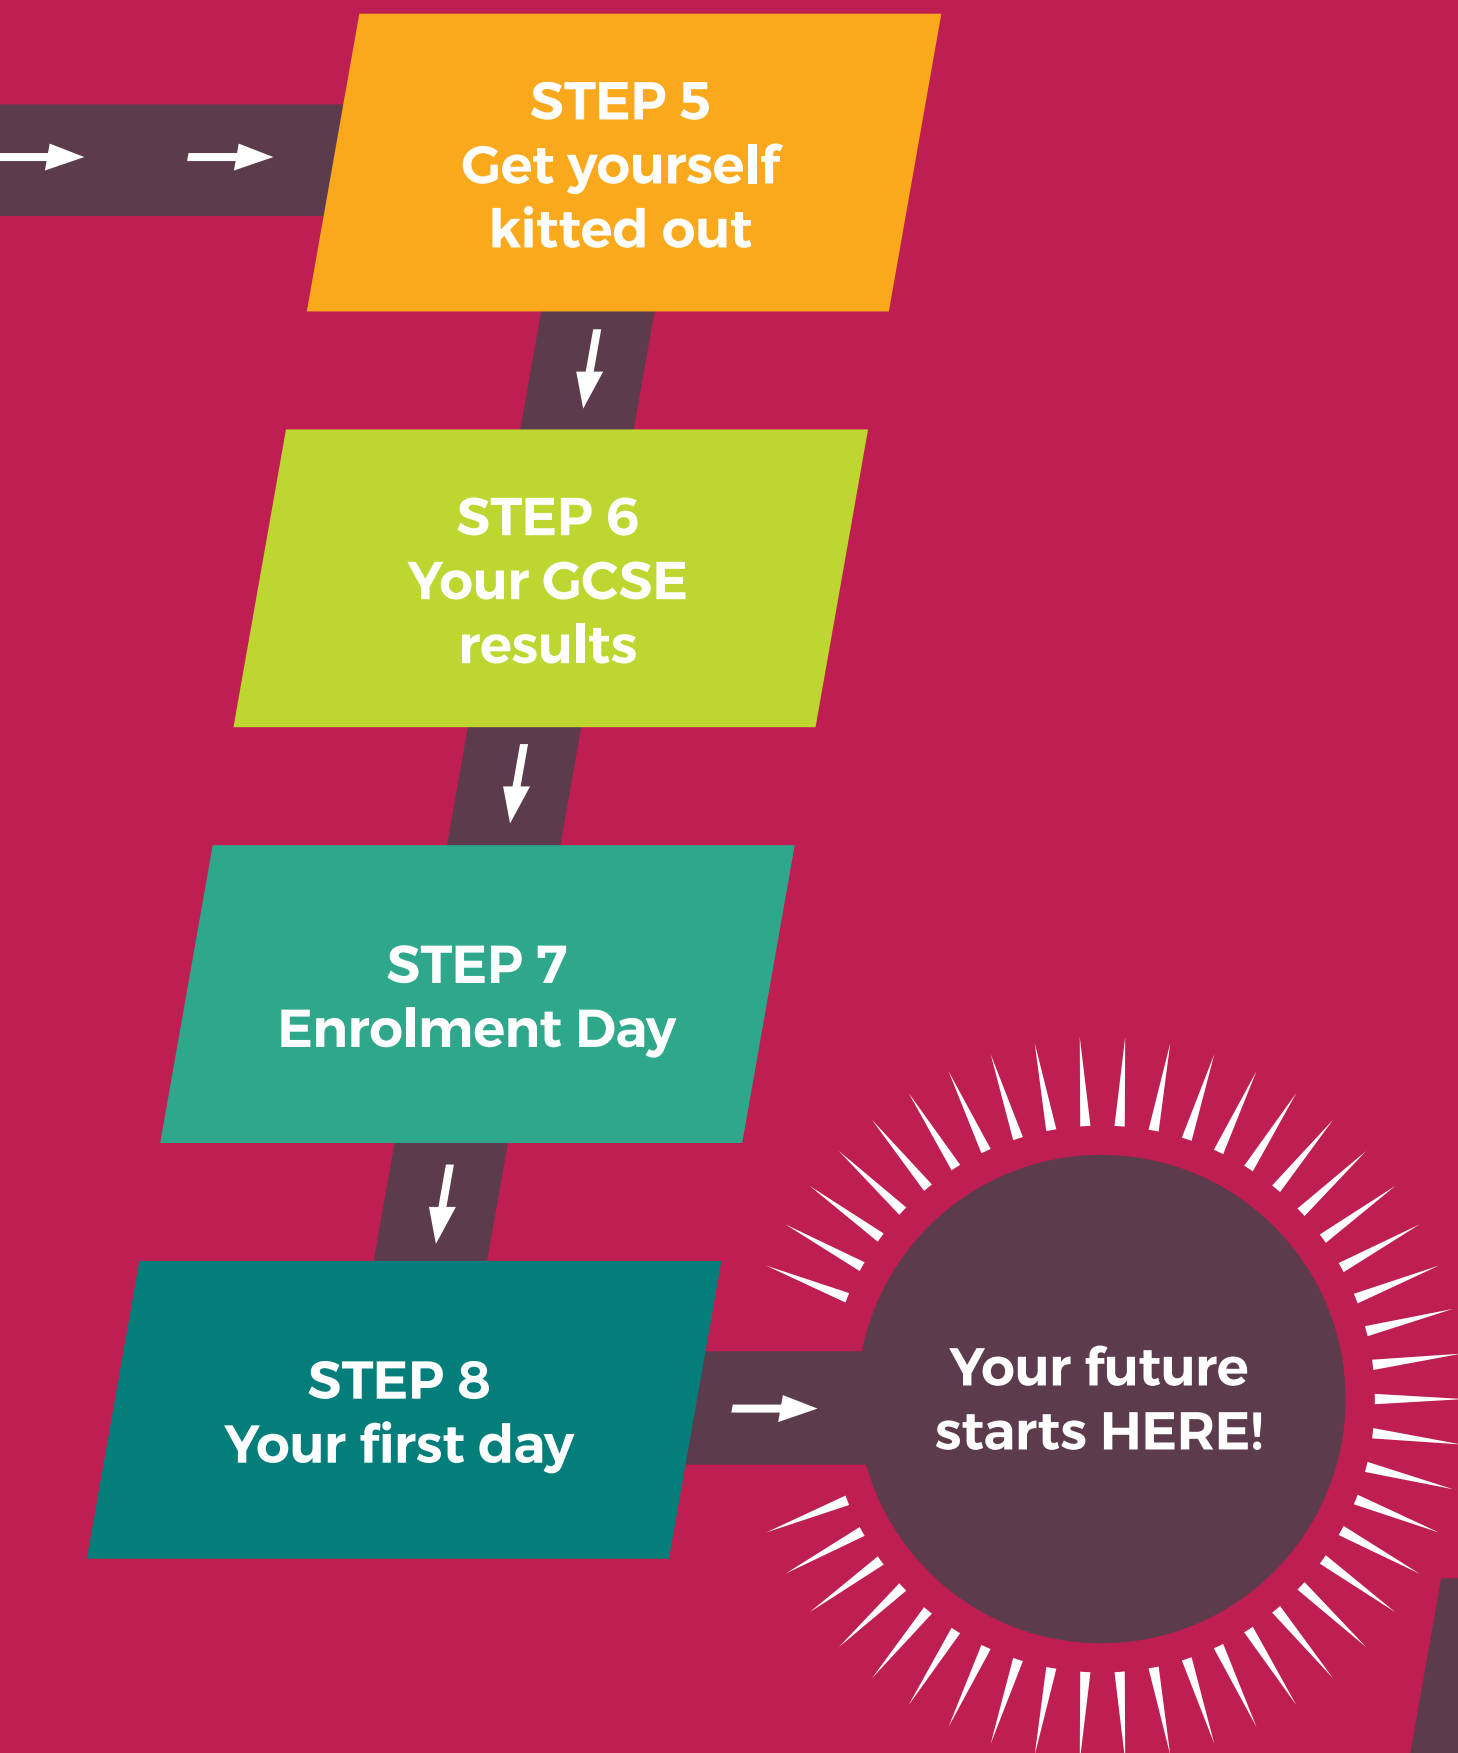 STEP 5
Get yourself
kitted out
STEP 6
Your GCSE
results
STEP 7
Enrolment Day
STEP 8
Your first day
Your future
starts HERE!